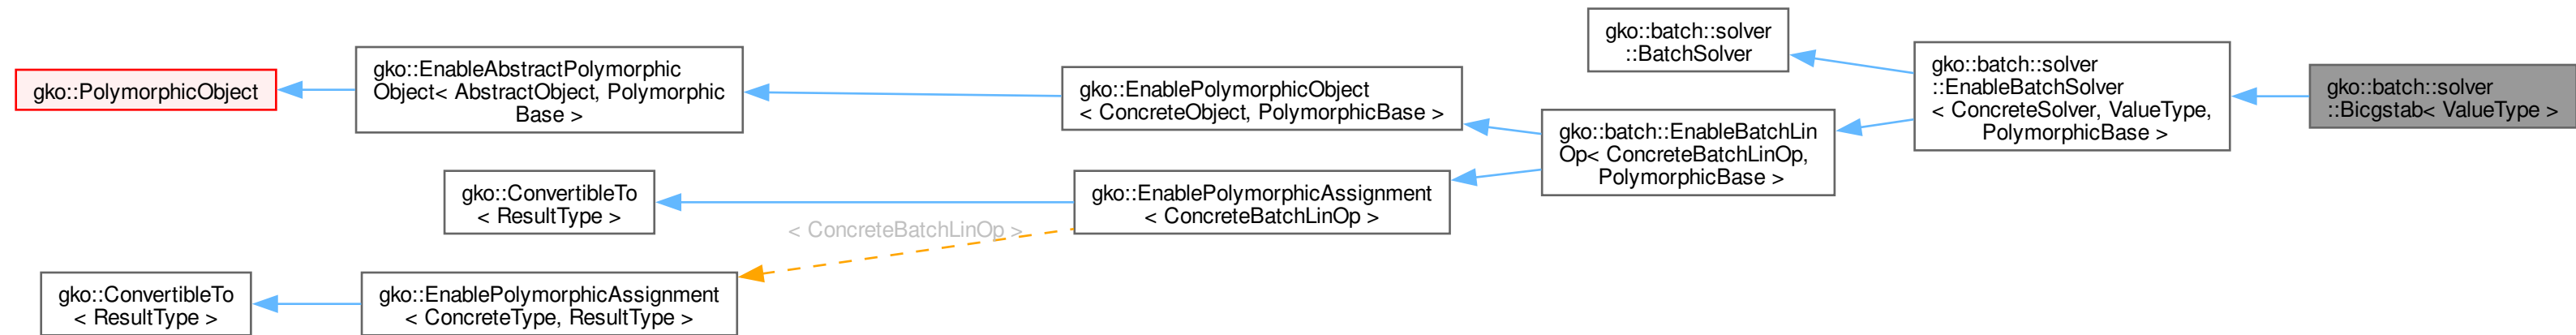 gko::PolymorphicObject
gko::EnableAbstractPolymorphic
Object< AbstractObject, Polymorphic
Base >
gko::EnablePolymorphicObject
< ConcreteObject, PolymorphicBase >
gko::batch::solver
::BatchSolver
gko::batch::EnableBatchLin
Op< ConcreteBatchLinOp,
PolymorphicBase >
gko::batch::solver
::EnableBatchSolver
< ConcreteSolver, ValueType,
PolymorphicBase >
gko::batch::solver
::Bicgstab< ValueType >
gko::ConvertibleTo
< ResultType >
gko::EnablePolymorphicAssignment
< ConcreteBatchLinOp >
< ConcreteBatchLinOp >
gko::ConvertibleTo
< ResultType >
gko::EnablePolymorphicAssignment
< ConcreteType, ResultType >